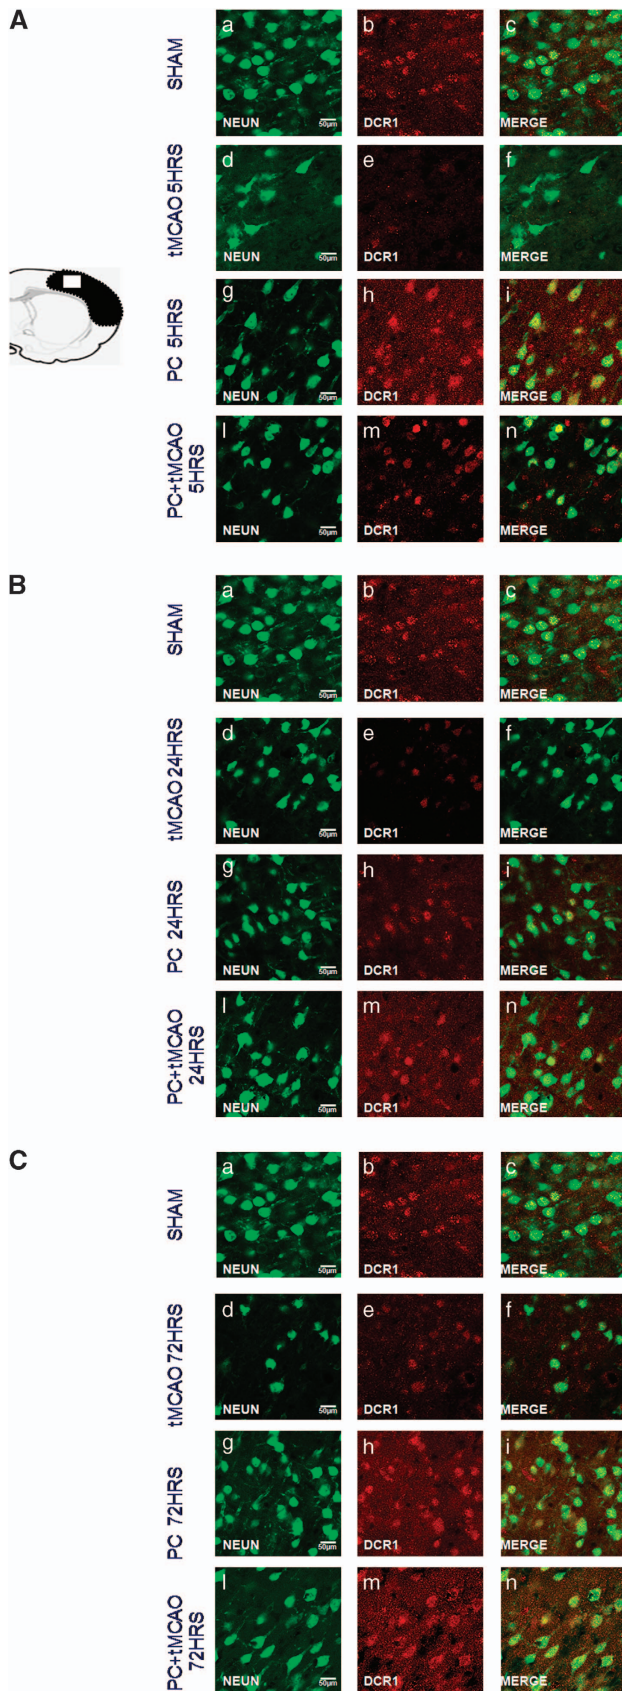 A
SHAM
a
b
c
NEUN
50µm
DCR1
MERGE
tMCAO 5HRS
d
e
f
NEUN
50µm
DCR1
MERGE
PC 5HRS
g
h
i
NEUN
50µm
DCR1
MERGE
PC+tMCAO
5HRS
l
m
n
NEUN
50µm
DCR1
MERGE
B
SHAM
a
b
c
NEUN
50µm
DCR1
MERGE
tMCAO 24HRS
d
e
f
NEUN
50µm
DCR1
MERGE
PC 24HRS
g
h
i
NEUN
50µm
DCR1
MERGE
PC+tMCAO
24HRS
l
m
n
NEUN
50µm
DCR1
MERGE
C
SHAM
a
b
c
NEUN
50µm
DCR1
MERGE
tMCAO 72HRS
d
e
f
NEUN
50µm
DCR1
MERGE
PC 72HRS
g
h
i
NEUN
50µm
DCR1
MERGE
PC+tMCAO
72HRS
l
m
n
NEUN
50µm
DCR1
MERGE